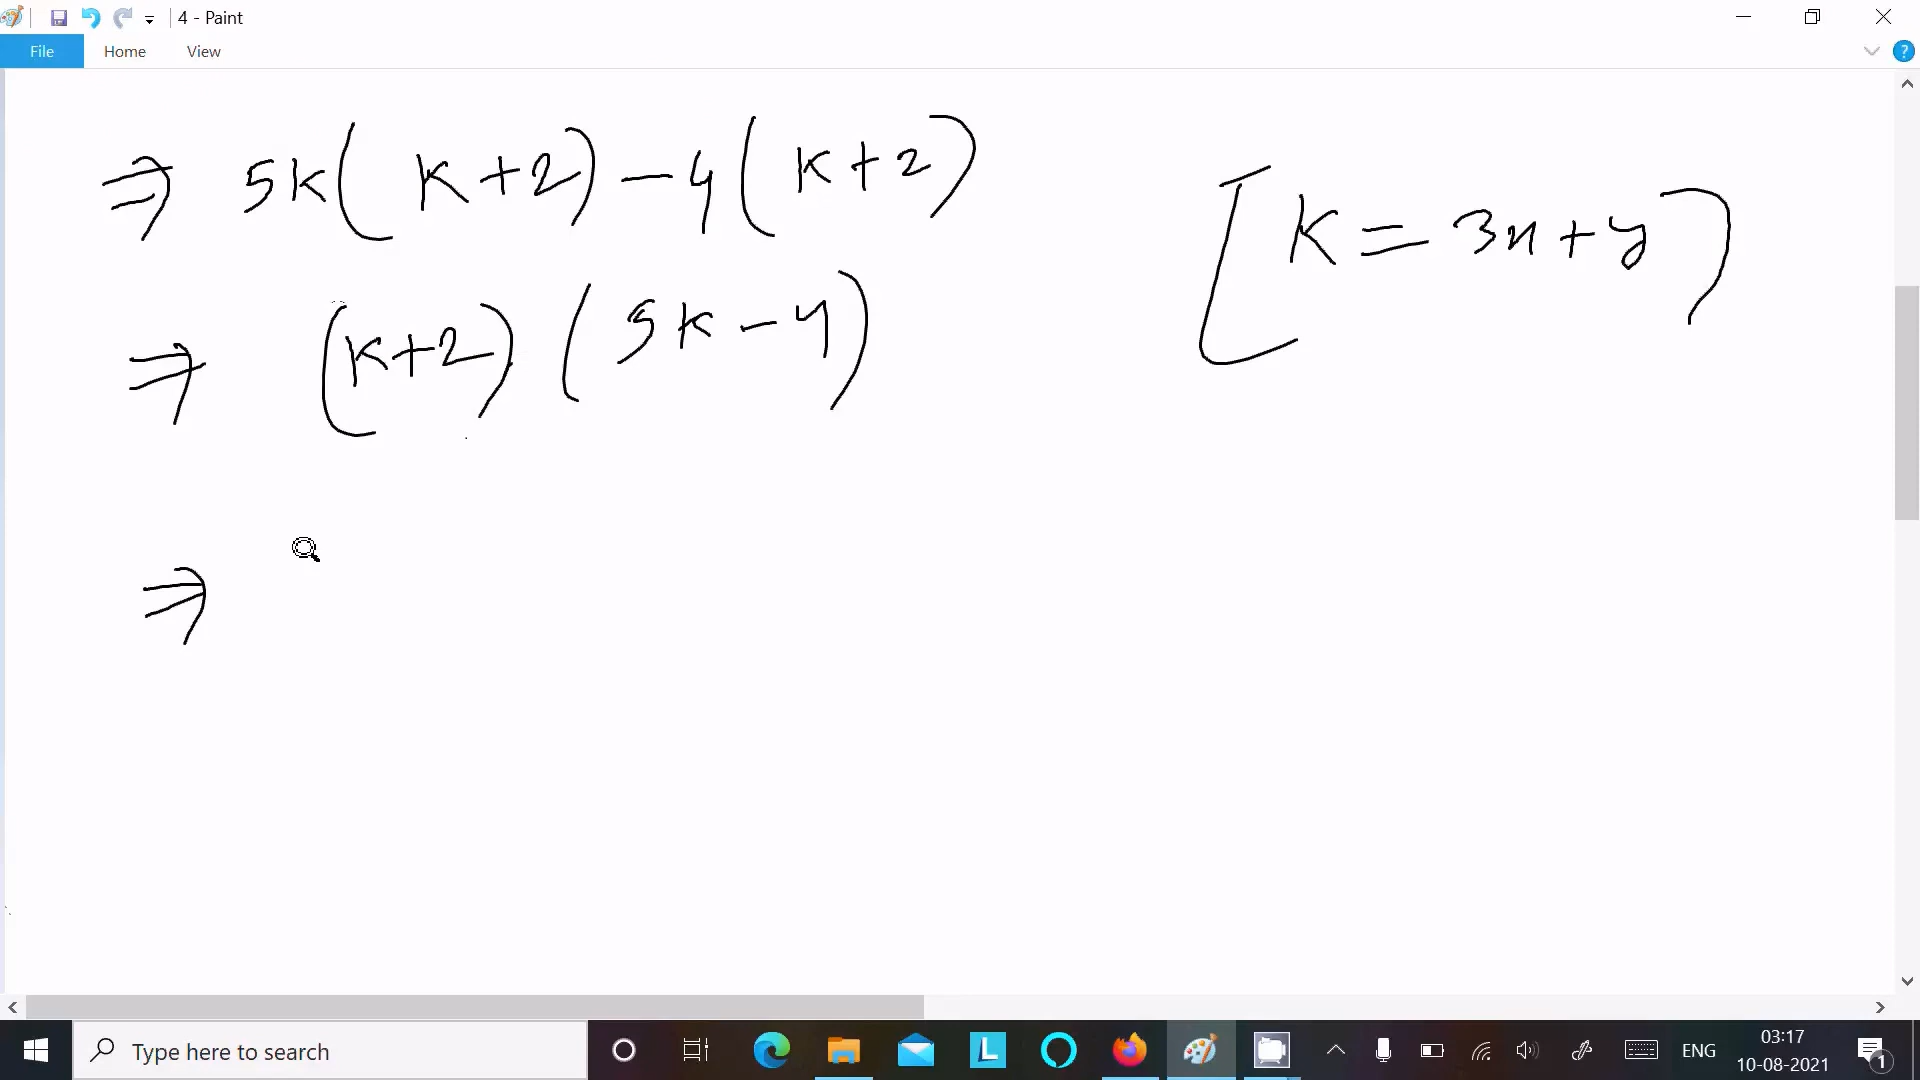 4 - Paint
File Home View
⇒ 5k( k+2) - 4( k+2)
[K = 3x + y]
⇒ (k+2) (5k - 4)
⇒
Type here to search
L
ENG
03:17
10-08-2021
1